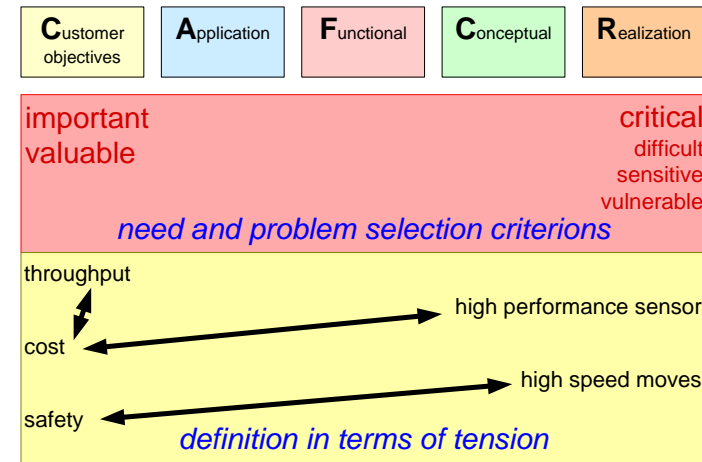 Customer
objectives
Application
Functional
Conceptual
Realization
important
valuable
critical
difficult
sensitive
vulnerable
need and problem selection criterions
throughput
high performance sensor
cost
high speed moves
safety
definition in terms of tension